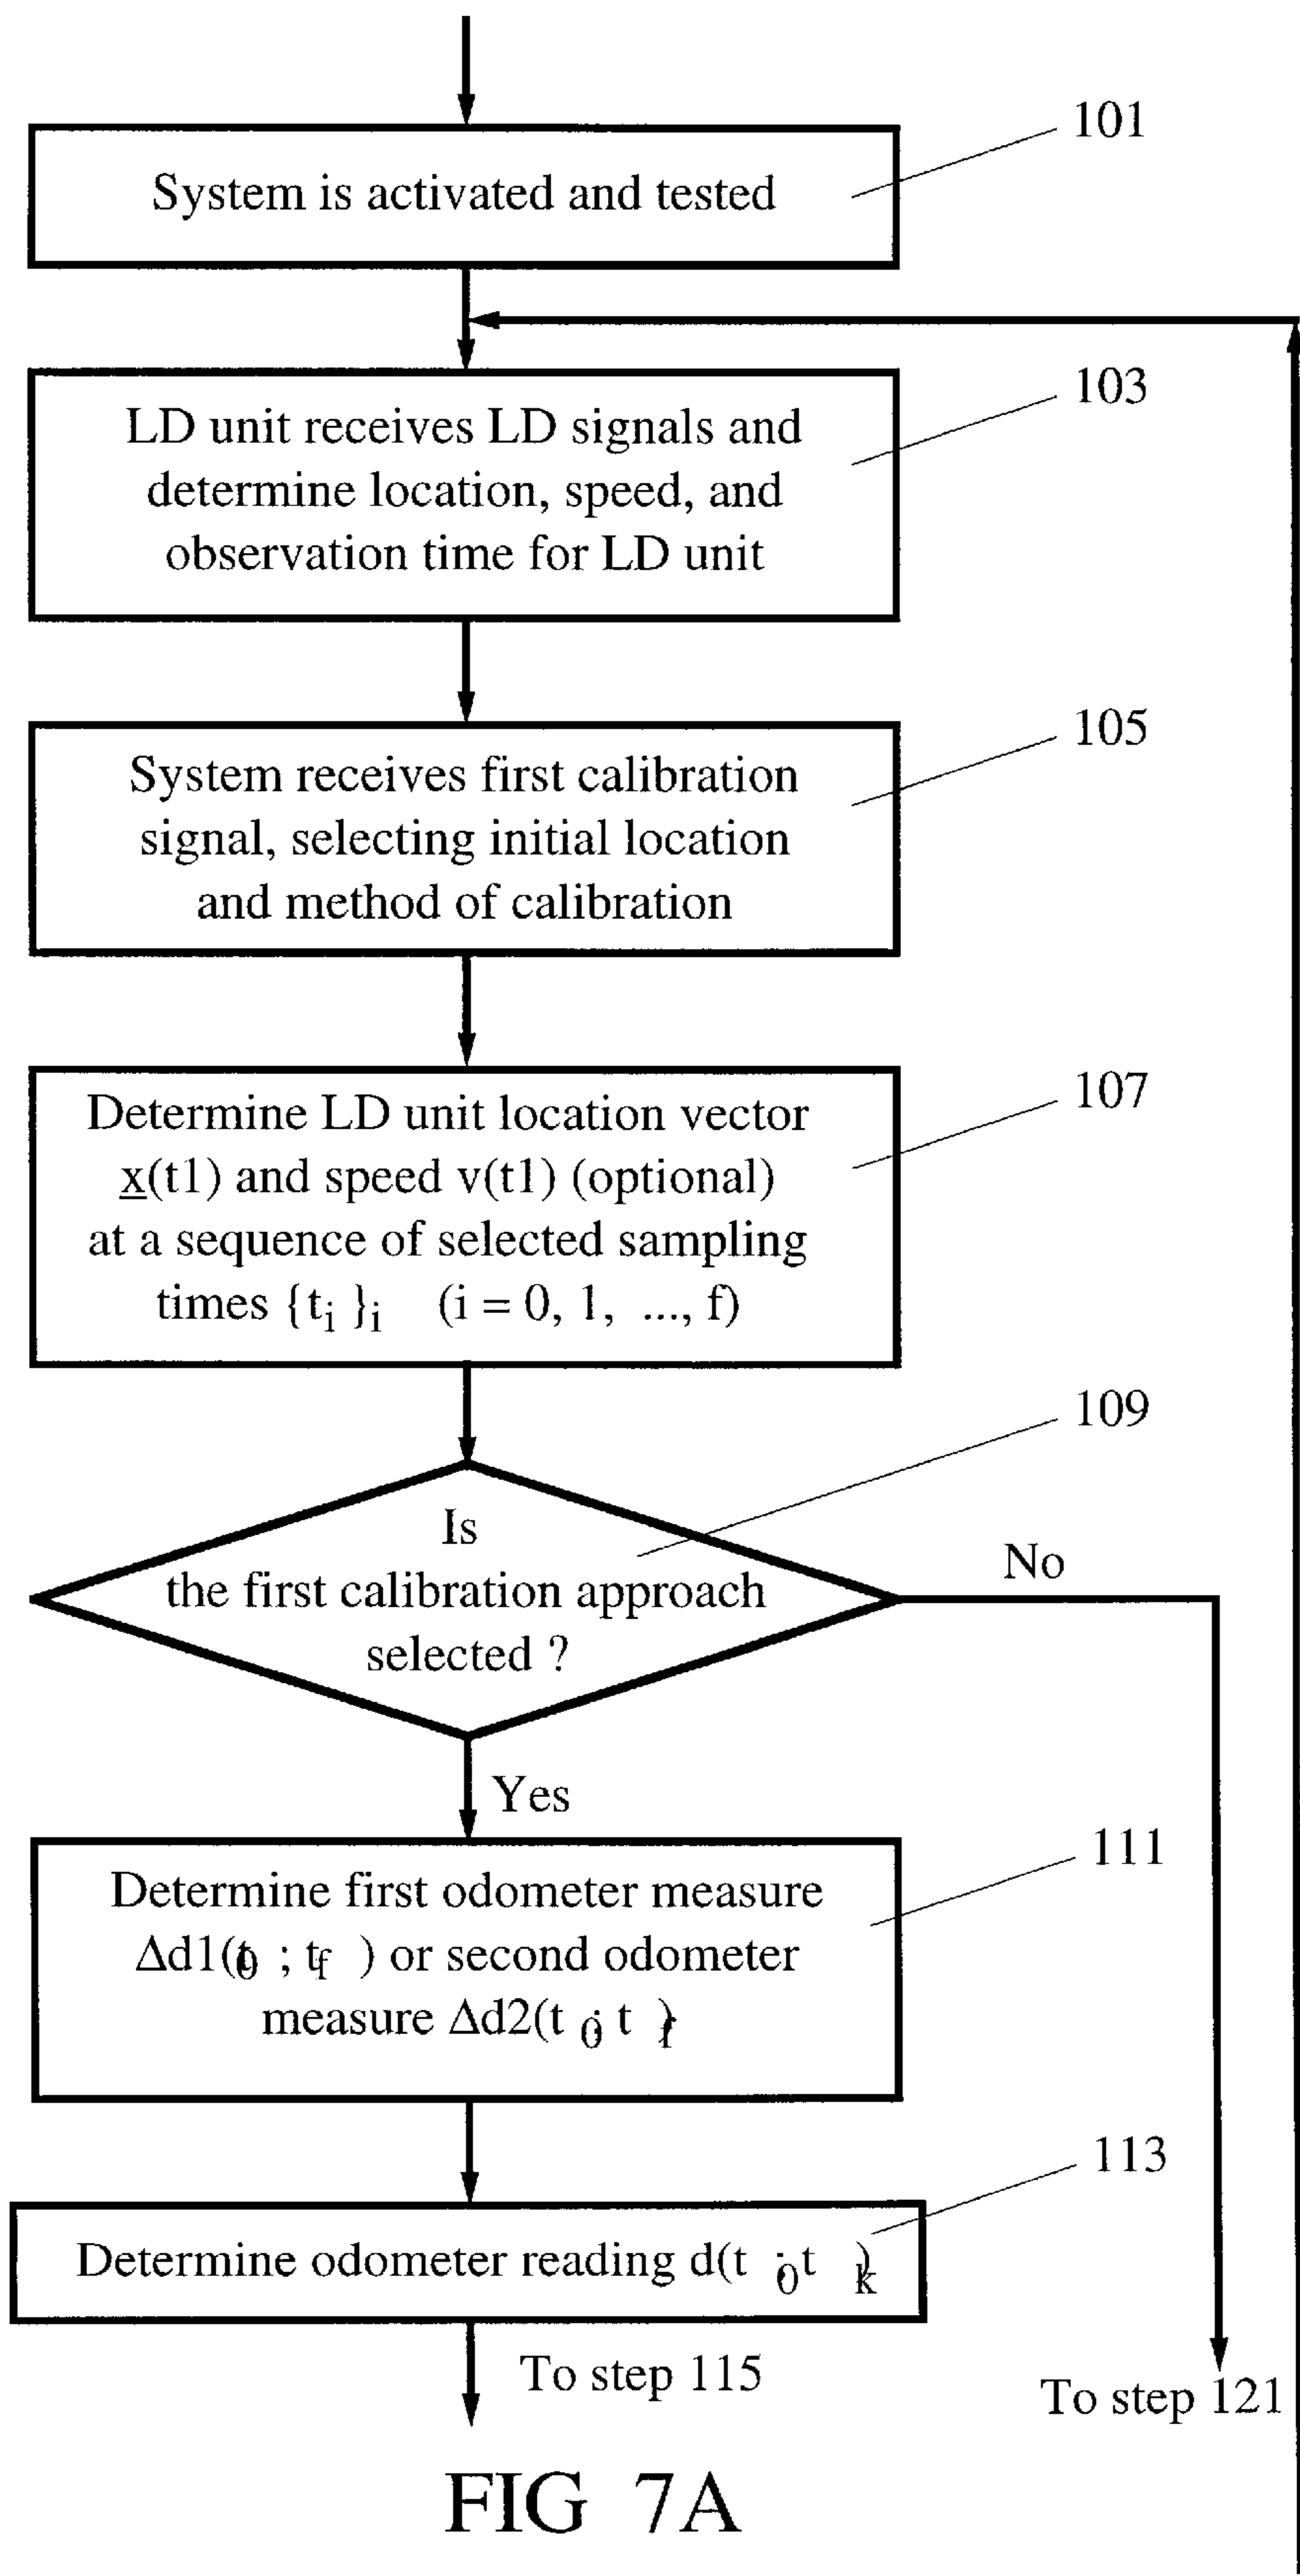 101
System is activated and tested
103
LD unit receives LD signals and
determine location, speed, and
observation time for LD unit
105
System receives first calibration
signal, selecting initial location
and method of calibration
107
Determine LD unit location vector
x(t1) and speed v(t1) (optional)
at a sequence of selected sampling
times {ti }i (i = 0, 1, ..., f)
109
Is
the first calibration approach
selected ?
No
Yes
111
Determine first odometer measure
Δd1(t0 ; tf ) or second odometer
measure Δd2(t0; tf)
113
Determine odometer reading d(t0; tk)
To step 115
To step 121
FIG 7A